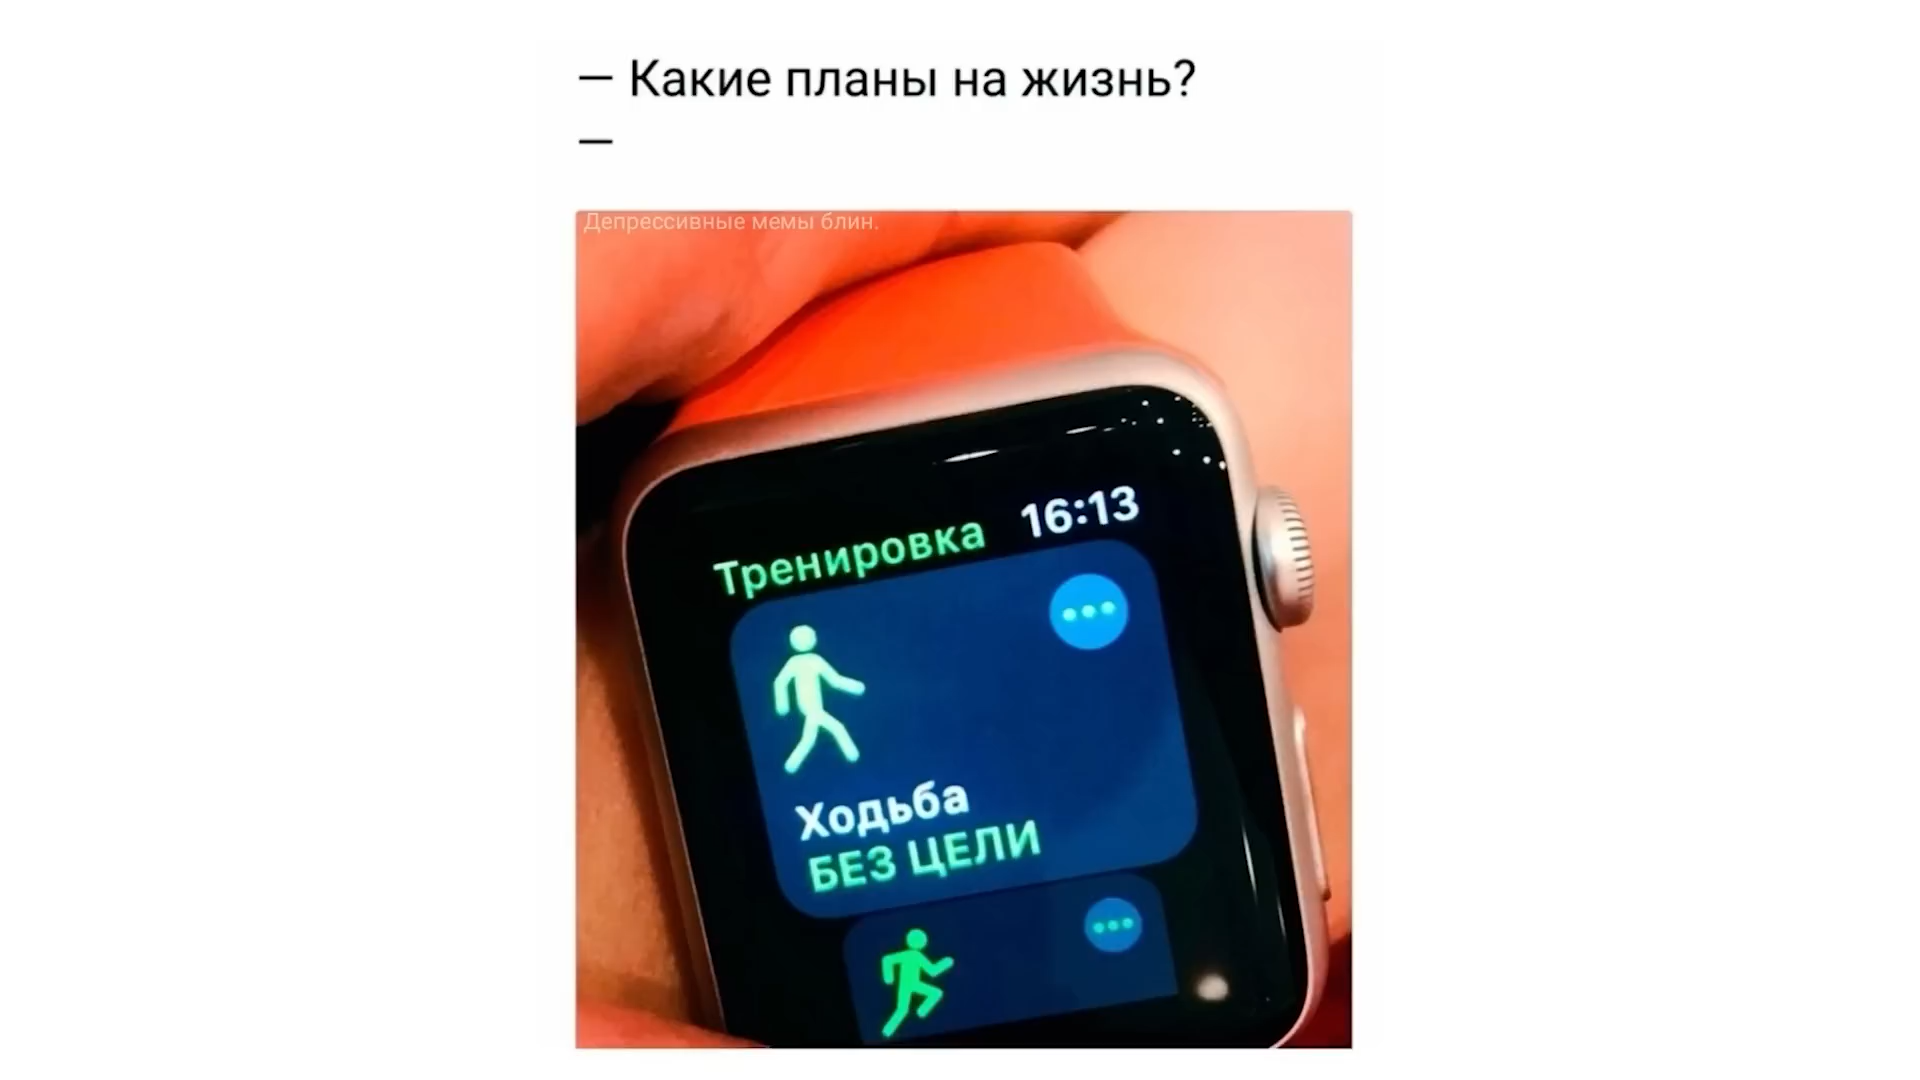 — Какие планы на жизнь?
—
Депрессивные мемы блин.
16:13
Тренировка
Ходьба
БЕЗ ЦЕЛИ